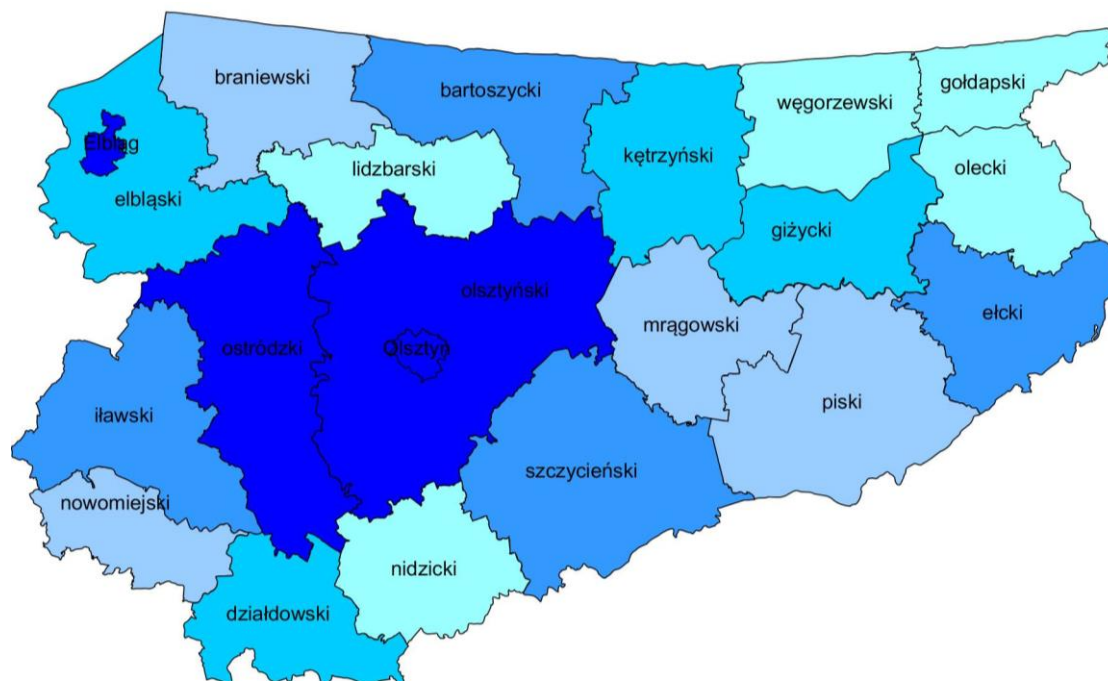 braniewski
bartoszycki
gołdapski
węgorzewski
Elbląg
kętrzyński
lidzbarski
olecki
elbląski
giżycki
olsztyński
ełcki
mrągowski
ostródzki
Olsztyn
piski
iławski
szczycieński
nowomiejski
nidzicki
działdowski